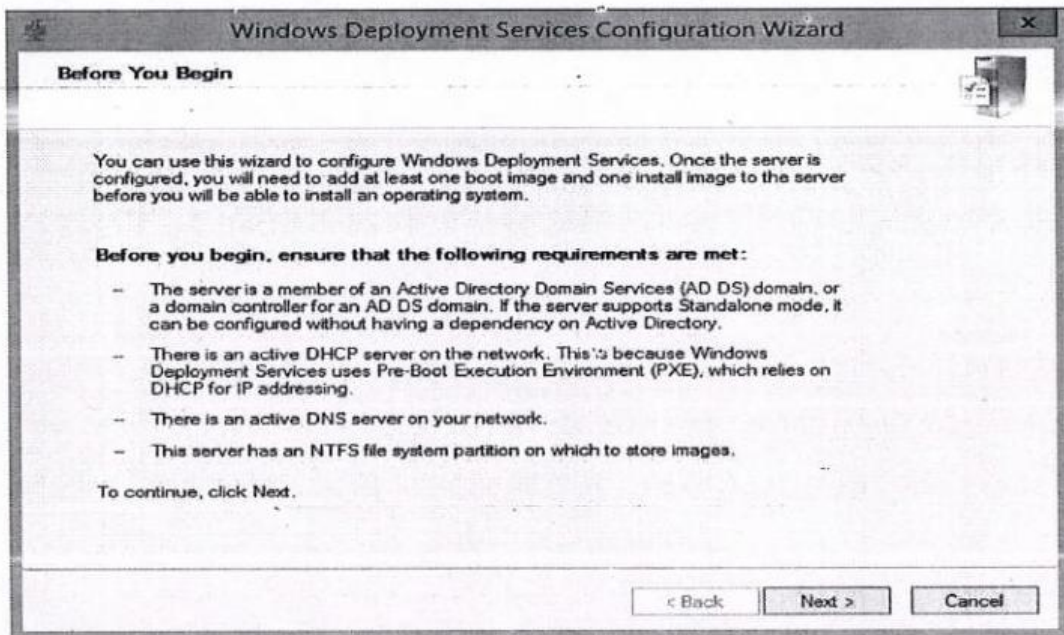 Windows Deployment Services Configuration Wizard
Before You Begin
You can use this wizard to configure Windows Deployment Services. Once the server is
configured, you will need to add at least one boot image and one install image to the server
before you will be able to install an operating system.
Before you begin, ensure that the following requirements are met:
– The server is a member of an Active Directory Domain Services (AD DS) domain, or
a domain controller for an AD DS domain. If the server supports Standalone mode, it
can be configured without having a dependency on Active Directory.
– There is an active DHCP server on the network. This is because Windows
Deployment Services uses Pre-Boot Execution Environment (PXE), which relies on
DHCP for IP addressing.
– There is an active DNS server on your network.
– This server has an NTFS file system partition on which to store images.
To continue, click Next.
< Back Next > Cancel